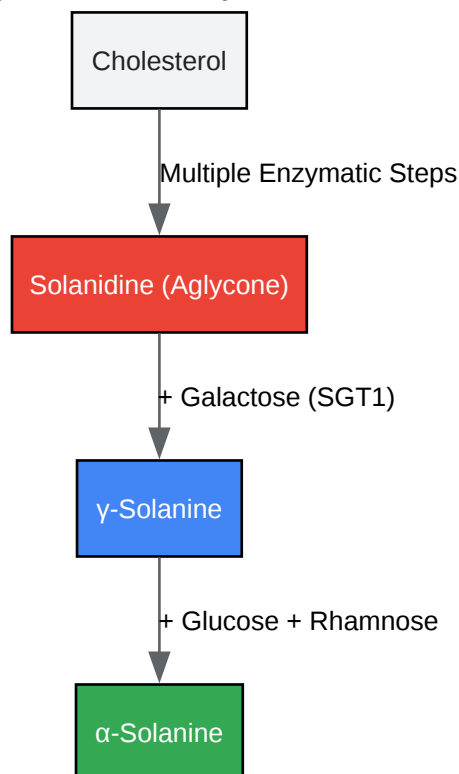 Cholesterol
Multiple Enzymatic Steps
Solanidine (Aglycone)
+ Galactose (SGT1)
γ-Solanine
+ Glucose + Rhamnose
α-Solanine